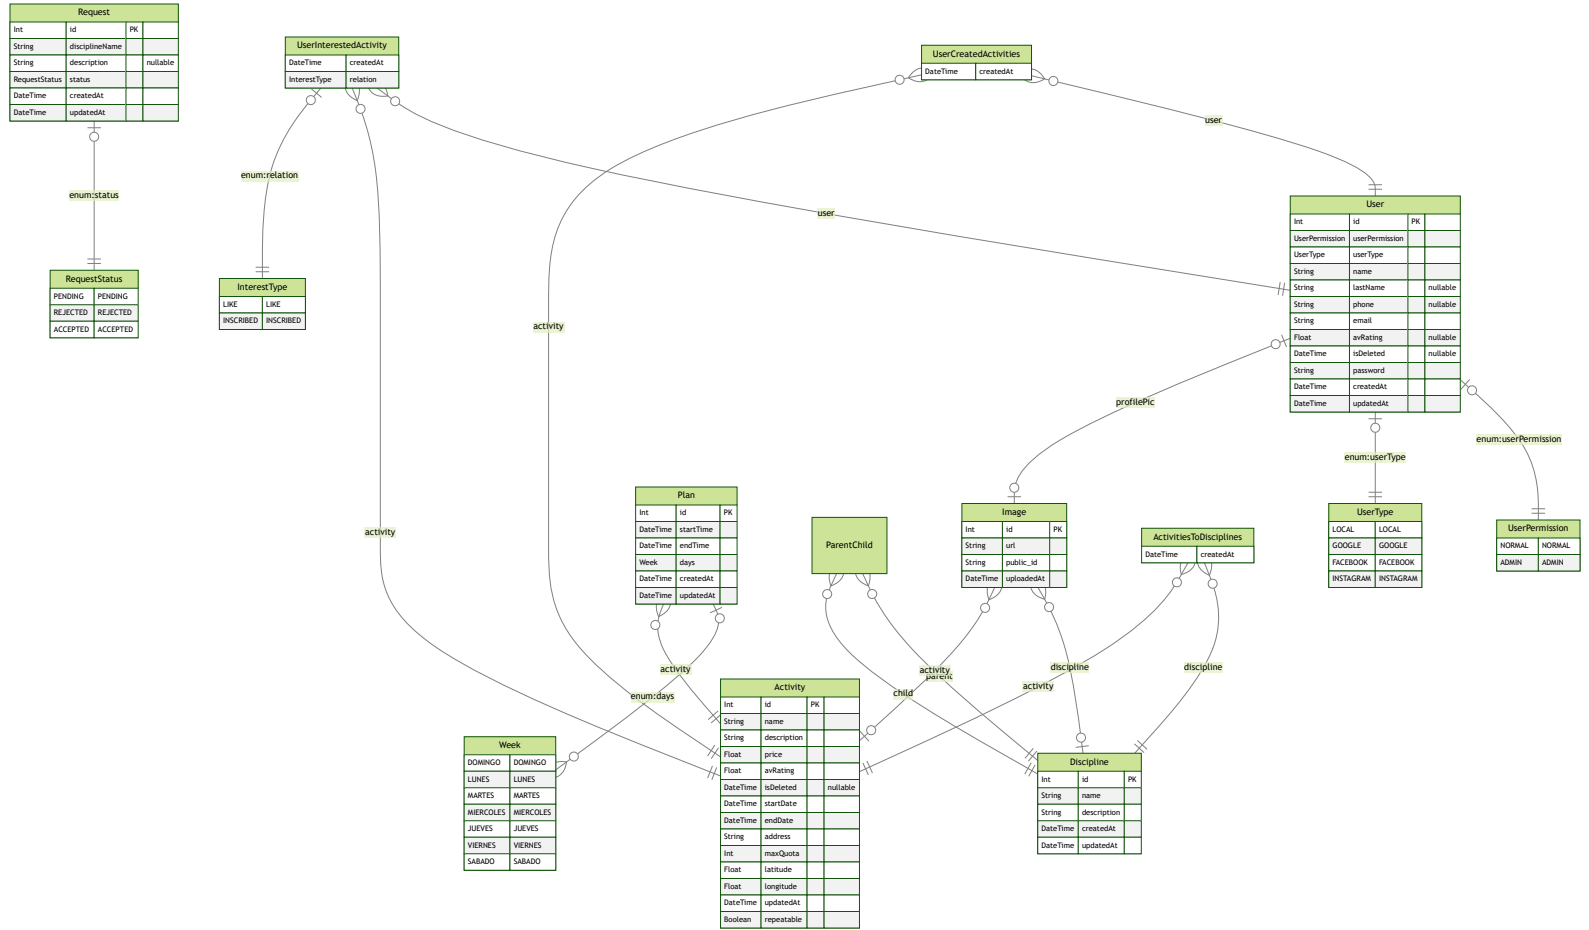 Request
Int id PK
String disciplineName
String description nullable
RequestStatus status
DateTime createdAt
DateTime updatedAt
enum:status
RequestStatus
PENDING PENDING
REJECTED REJECTED
ACCEPTED ACCEPTED
UserInterestedActivity
DateTime createdAt
InterestType relation
enum:relation
InterestType
LIKE LIKE
INSCRIBED INSCRIBED
activity
user
UserCreatedActivities
DateTime createdAt
activity
user
User
Int id PK
UserPermission userPermission
UserType userType
String name
String lastName nullable
String phone nullable
String email
Float avRating nullable
DateTime isDeleted nullable
String password
DateTime createdAt
DateTime updatedAt
profilePic
enum:userType
enum:userPermission
UserType
LOCAL LOCAL
GOOGLE GOOGLE
FACEBOOK FACEBOOK
INSTAGRAM INSTAGRAM
UserPermission
NORMAL NORMAL
ADMIN ADMIN
Plan
Int id PK
DateTime startTime
DateTime endTime
Week days
DateTime createdAt
DateTime updatedAt
activity
enum:days
ParentChild
child
parent
Image
Int id PK
String url
String public_id
DateTime uploadedAt
activity
discipline
ActivitiesToDisciplines
DateTime createdAt
activity
discipline
Week
DOMINGO DOMINGO
LUNES LUNES
MARTES MARTES
MIERCOLES MIERCOLES
JUEVES JUEVES
VIERNES VIERNES
SABADO SABADO
Activity
Int id PK
String name
String description
Float price
Float avRating
DateTime isDeleted nullable
DateTime startDate
DateTime endDate
String address
Int maxQuota
Float latitude
Float longitude
DateTime updatedAt
Boolean repeatable
Discipline
Int id PK
String name
String description
DateTime createdAt
DateTime updatedAt